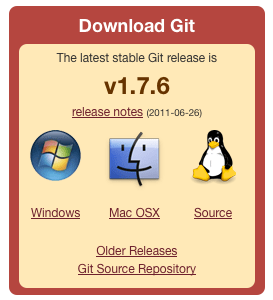 Download Git
The latest stable Git release is
v1.7.6
release notes (2011-06-26)
Windows Mac OSX Source
Older Releases
Git Source Repository